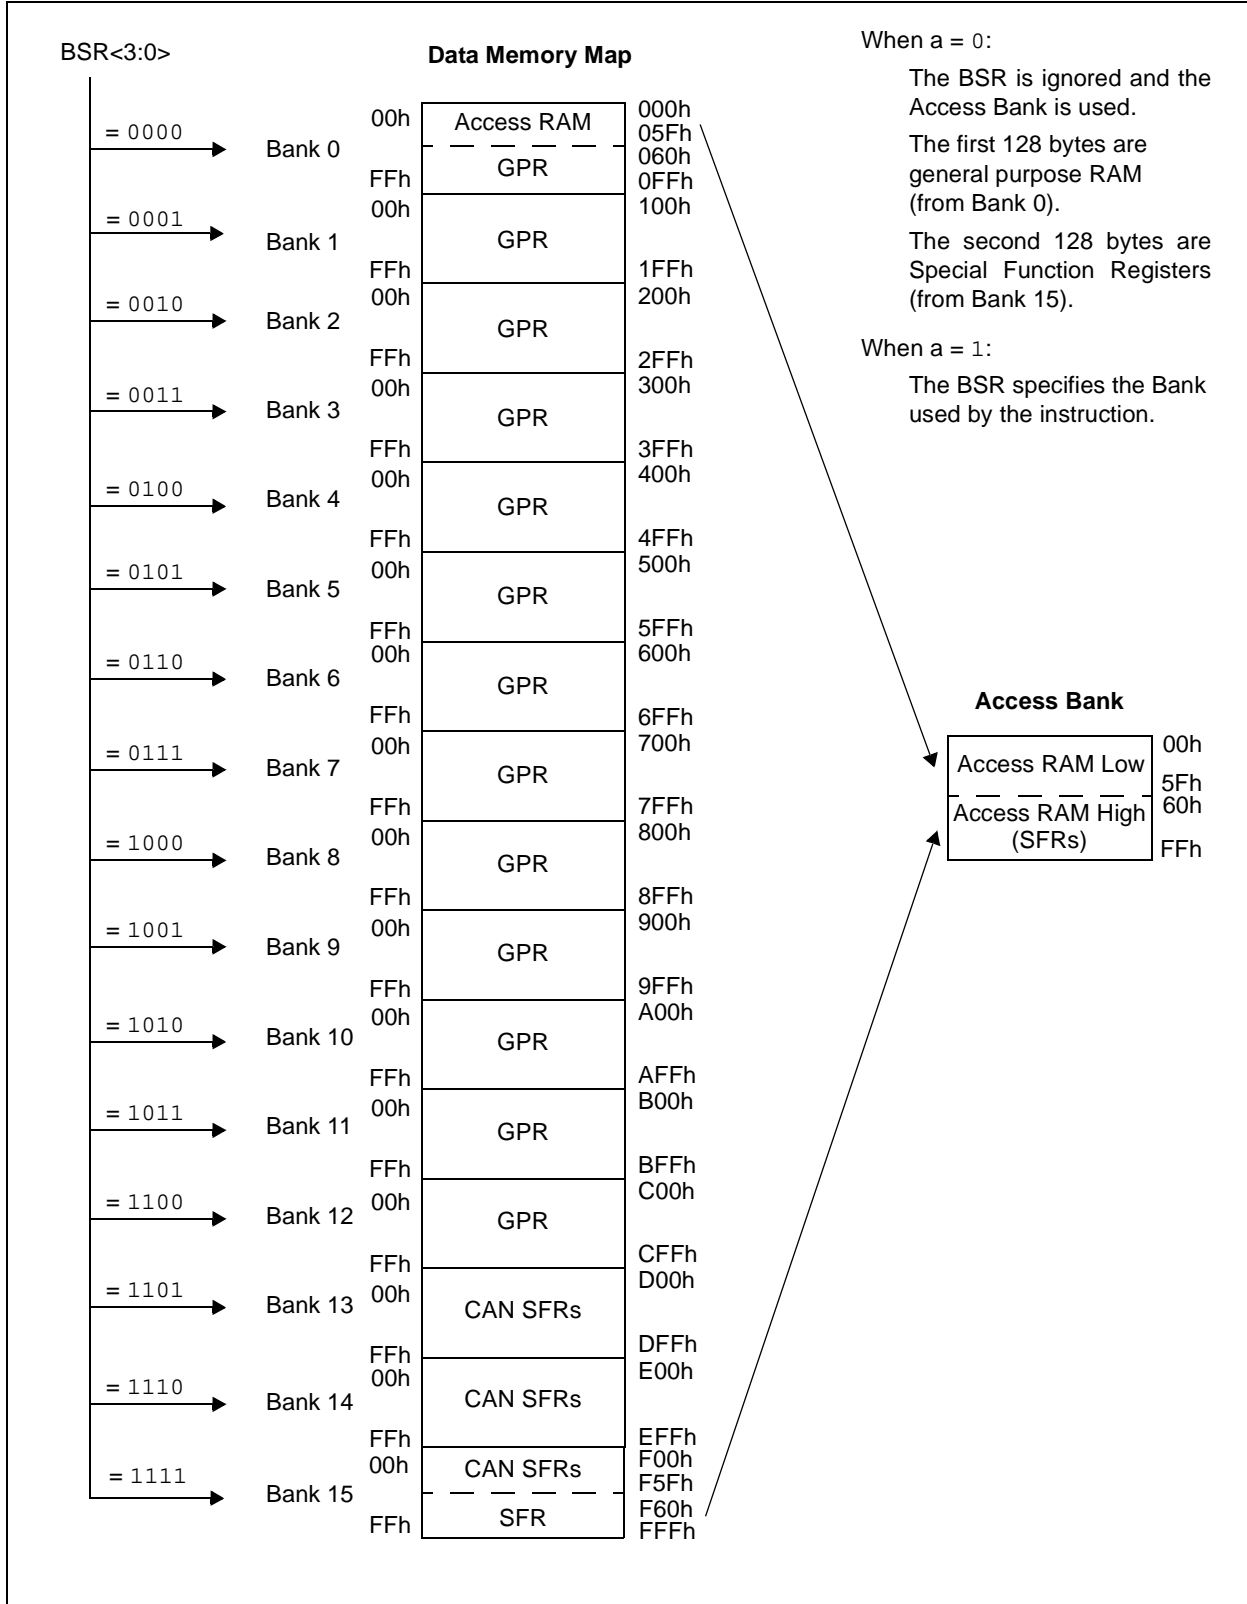 BSR<3:0>
Data Memory Map
When a = 0:
The BSR is ignored and the
Access Bank is used.
The first 128 bytes are
general purpose RAM
(from Bank 0).
The second 128 bytes are
Special Function Registers
(from Bank 15).
When a = 1:
The BSR specifies the Bank
used by the instruction.
= 0000
Bank 0
00h
Access RAM
000h
05Fh
GPR
060h
FFh
0FFh
= 0001
Bank 1
00h
GPR
100h
FFh
1FFh
= 0010
Bank 2
00h
GPR
200h
FFh
2FFh
= 0011
Bank 3
00h
GPR
300h
FFh
3FFh
= 0100
Bank 4
00h
GPR
400h
FFh
4FFh
= 0101
Bank 5
00h
GPR
500h
FFh
5FFh
= 0110
Bank 6
00h
GPR
600h
FFh
6FFh
= 0111
Bank 7
00h
GPR
700h
FFh
7FFh
= 1000
Bank 8
00h
GPR
800h
FFh
8FFh
= 1001
Bank 9
00h
GPR
900h
FFh
9FFh
= 1010
Bank 10
00h
GPR
A00h
FFh
AFFh
= 1011
Bank 11
00h
GPR
B00h
FFh
BFFh
= 1100
Bank 12
00h
GPR
C00h
FFh
CFFh
= 1101
Bank 13
00h
CAN SFRs
D00h
FFh
DFFh
= 1110
Bank 14
00h
CAN SFRs
E00h
FFh
EFFh
= 1111
Bank 15
00h
CAN SFRs
F00h
F5Fh
SFR
F60h
FFh
FFFh
Access Bank
Access RAM Low
00h
5Fh
Access RAM High
(SFRs)
60h
FFh